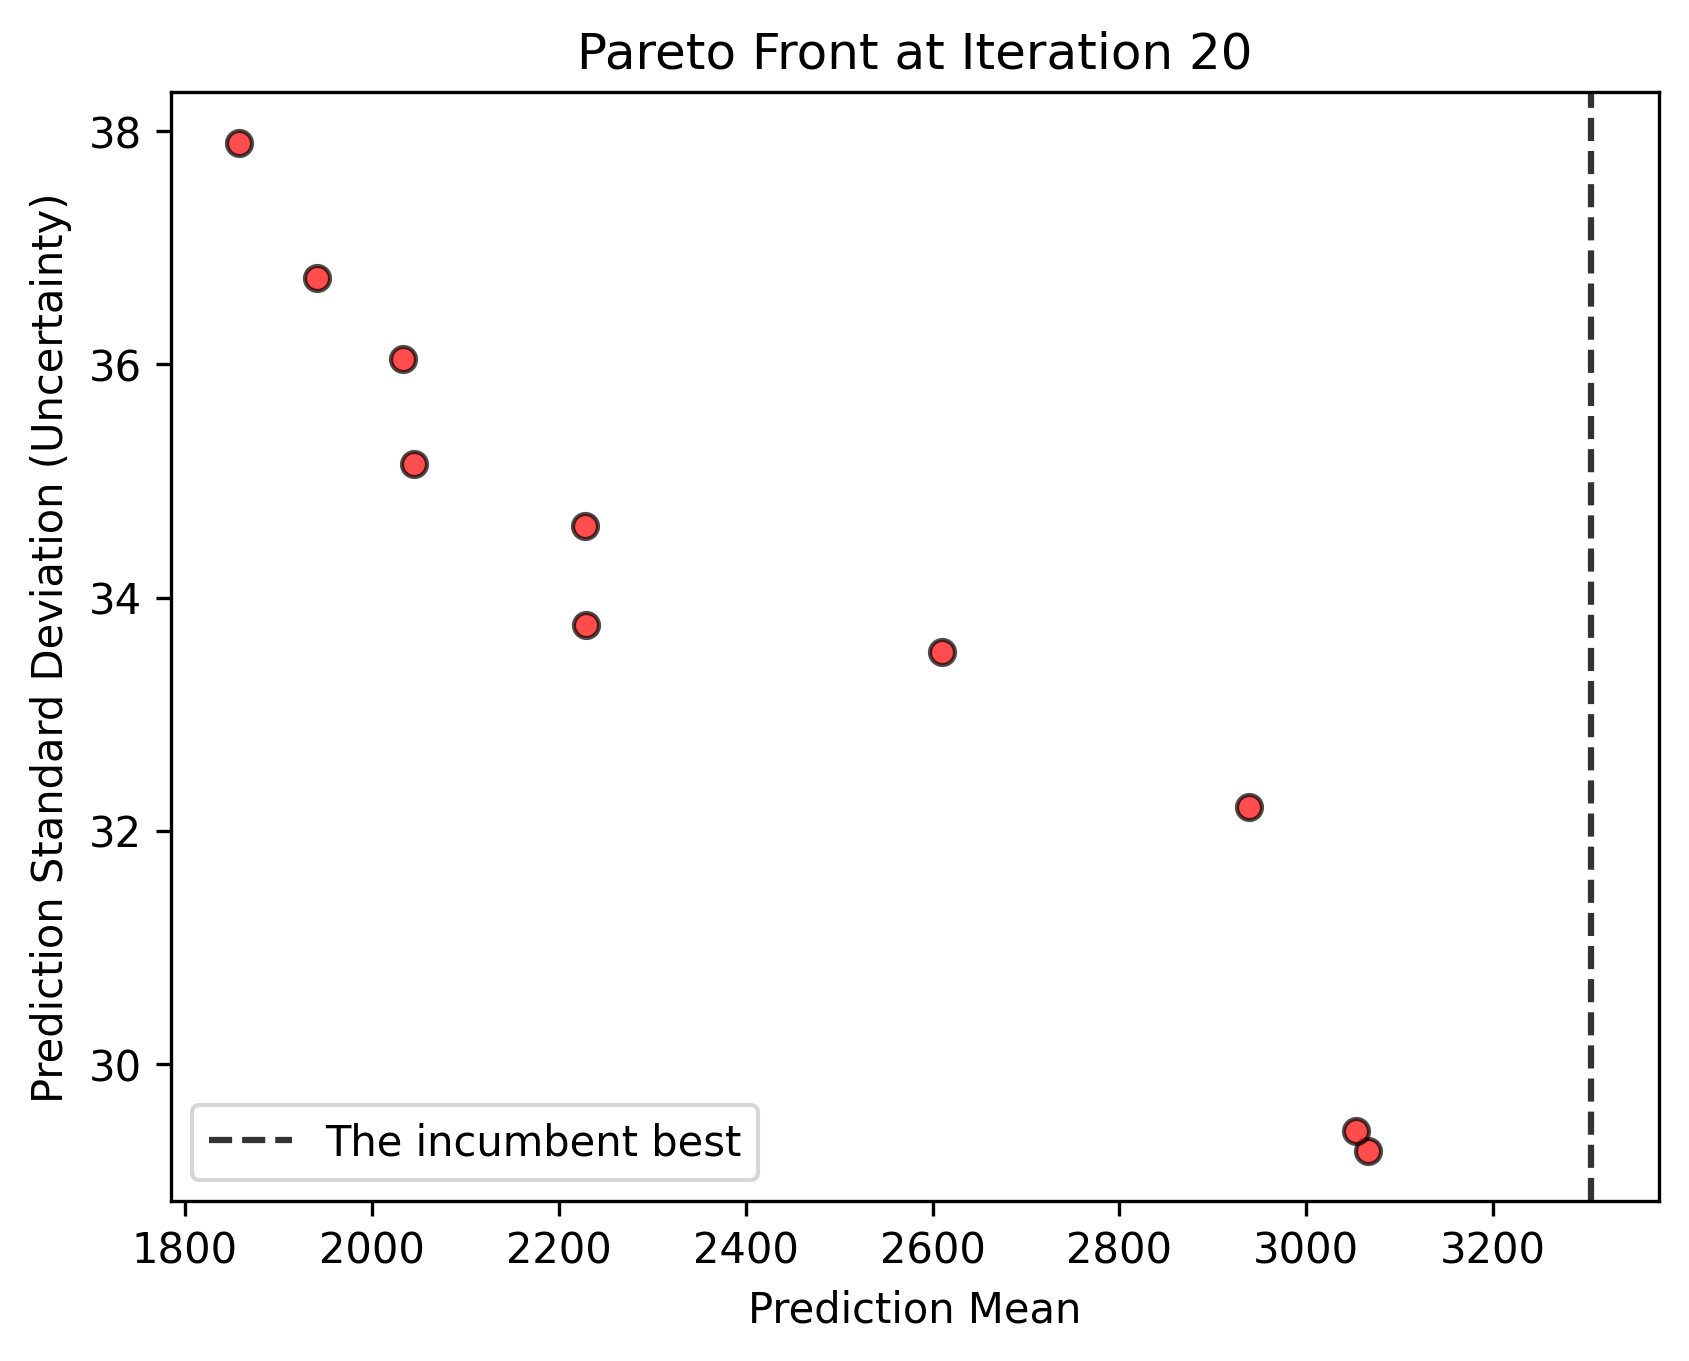 Pareto Front at Iteration 20
Prediction Standard Deviation (Uncertainty)
38
36
34
32
30
The incumbent best
1800 2000 2200 2400 2600 2800 3000 3200
Prediction Mean